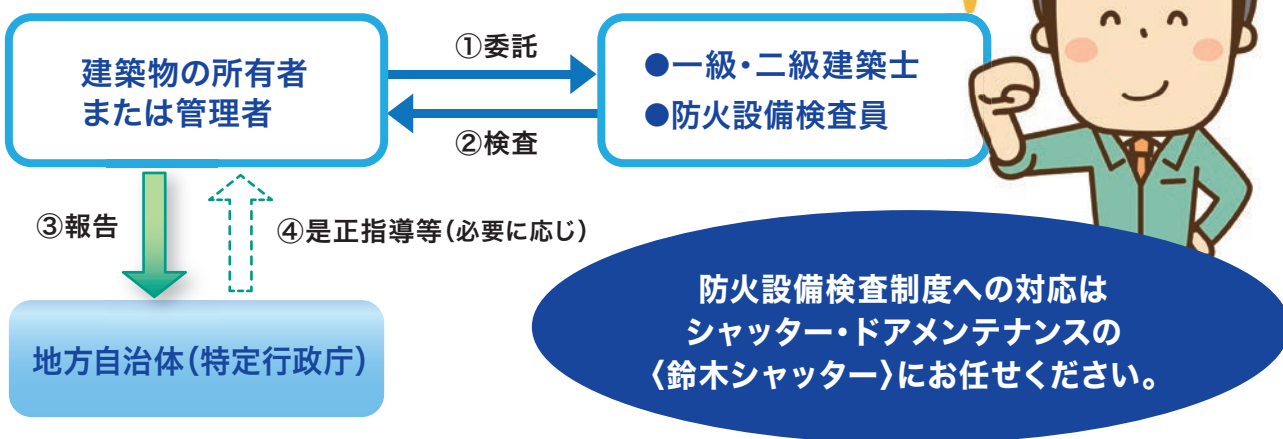 建築物の所有者
または管理者
①委託
②検査
●一級・二級建築士
●防火設備検査員
③報告
④是正指導等(必要に応じ)
地方自治体(特定行政庁)
防火設備検査制度への対応は
シャッター・ドアメンテナンスの
〈鈴木シャッター〉にお任せください。